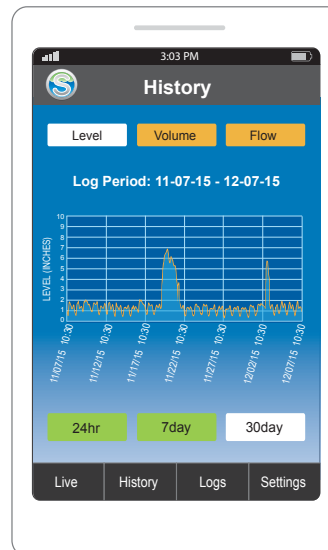 3:03 PM
S
History
Level Volume Flow
Log Period: 11-07-15 - 12-07-15
LEVEL (INCHES)
10
9
8
7
6
5
4
3
2
1
0
11/07/15 10:30
11/12/15 10:30
11/17/15 10:30
11/22/15 10:30
11/27/15 10:30
12/02/15 10:30
12/07/15 10:30
24hr 7day 30day
Live History Logs Settings